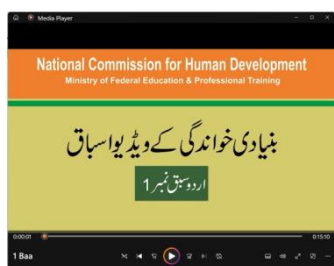 Media Player
National Commission for Human Development
Ministry of Federal Education & Professional Training
بنیادی خواندگی کے ویڈیو اسباق
اردو سبق نمبر 1
0:00:01
0:15:10
1 Baa